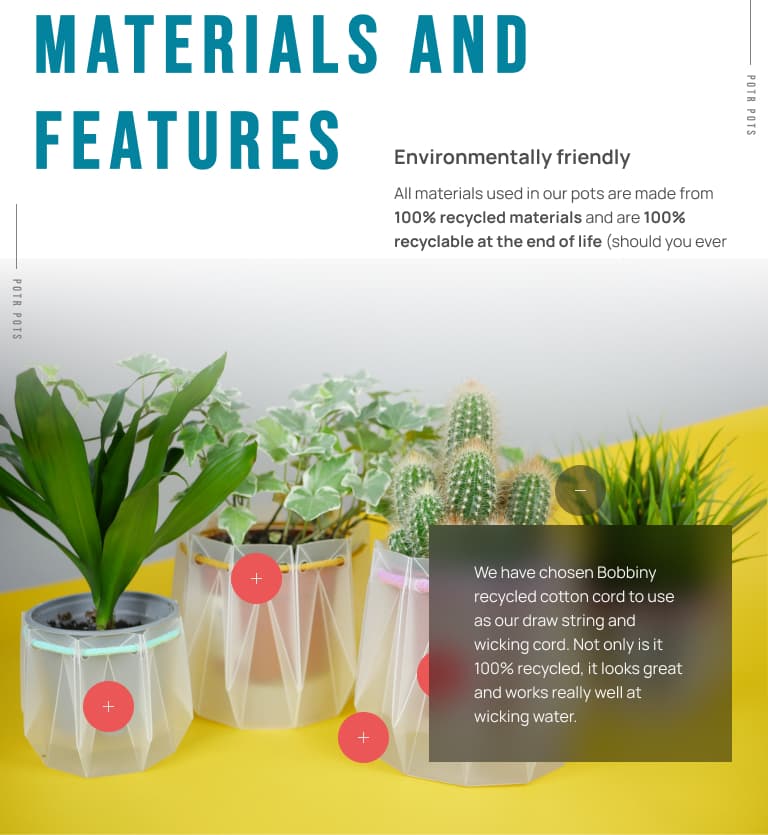 MATERIALS AND
FEATURES
POTR POTS
Environmentally friendly
All materials used in our pots are made from
100% recycled materials and are 100%
recyclable at the end of life (should you ever
POTR POTS
We have chosen Bobbiny
recycled cotton cord to use
as our draw string and
wicking cord. Not only is it
100% recycled, it looks great
and works really well at
wicking water.